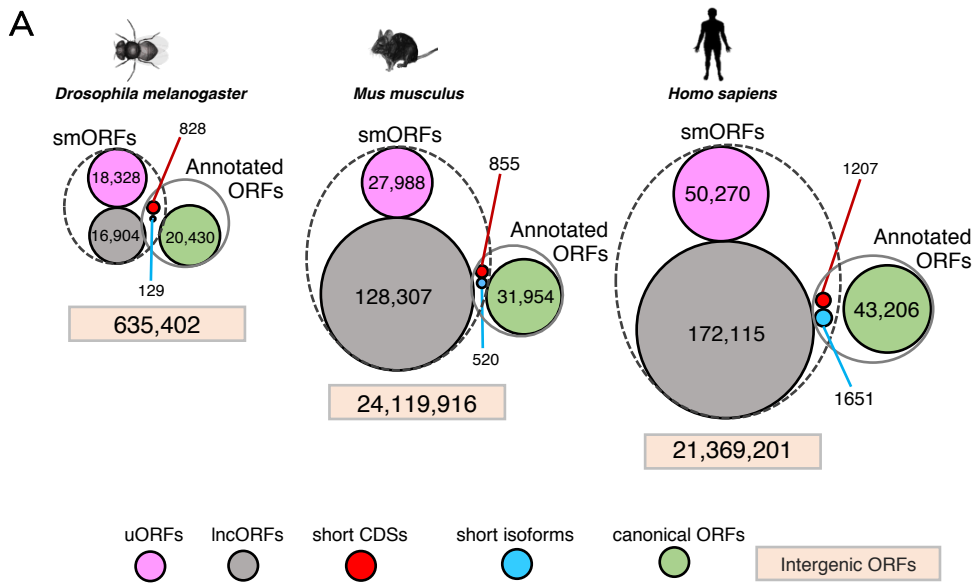 A
Drosophila melanogaster
Mus musculus
Homo sapiens
smORFs
828
Annotated
ORFs
18,328
16,904
20,430
129
635,402
smORFs
855
Annotated
ORFs
27,988
128,307
31,954
520
24,119,916
smORFs
1207
Annotated
ORFs
50,270
172,115
43,206
1651
21,369,201
uORFs
lncORFs
short CDSs
short isoforms
canonical ORFs
Intergenic ORFs